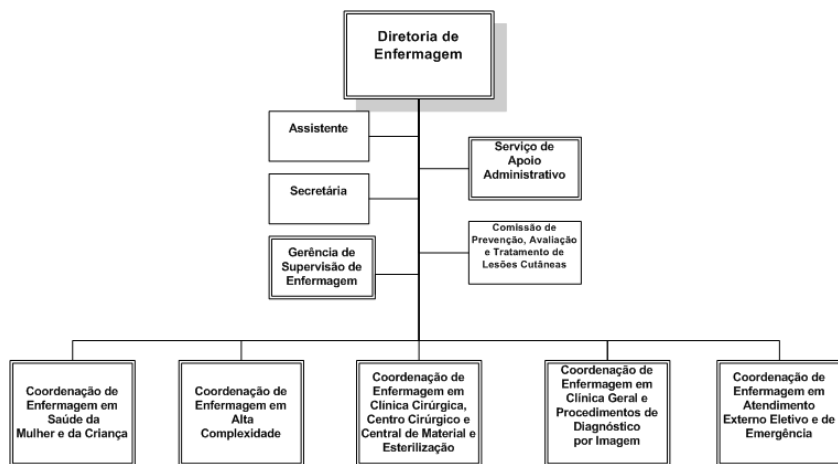 Diretoria de
Enfermagem
Assistente
Serviço de
Apoio
Administrativo
Secretária
Comissão de
Prevenção, Avaliação
e Tratamento de
Lesões Cutâneas
Gerência de
Supervisão de
Enfermagem
Coordenação de
Enfermagem em
Saúde da
Mulher e da Criança
Coordenação de
Enfermagem em
Alta
Complexidade
Coordenação de
Enfermagem em
Clínica Cirúrgica,
Centro Cirúrgico e
Central de Material e
Esterilização
Coordenação de
Enfermagem em
Clínica Geral e
Procedimentos de
Diagnóstico
por Imagem
Coordenação de
Enfermagem em
Atendimento
Externo Eletivo e de
Emergência